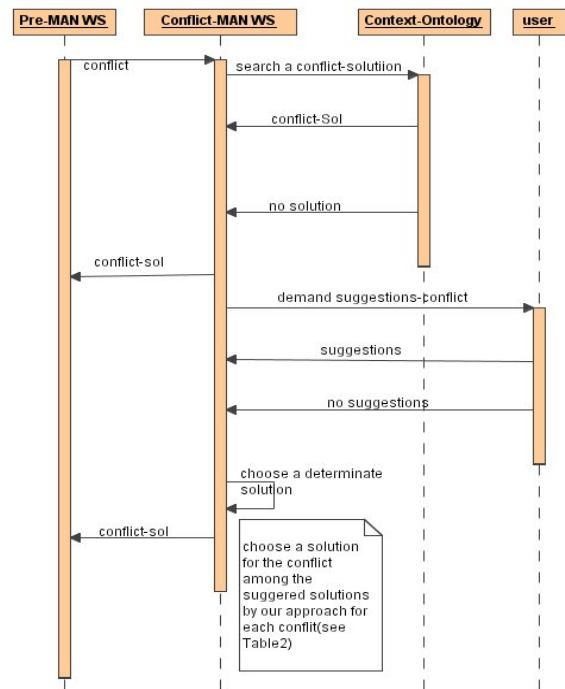 Pre-MAN WS
Conflict-MAN WS
Context-Ontology
user
conflict
search a conflict-solutiion
conflict-Sol
no solution
conflict-sol
demand suggestions-conflict
suggestions
no suggestions
choose a determinate
solution
conflict-sol
choose a solution
for the conflict
among the
suggered solutions
by our approach for
each conflit(see
Table2)